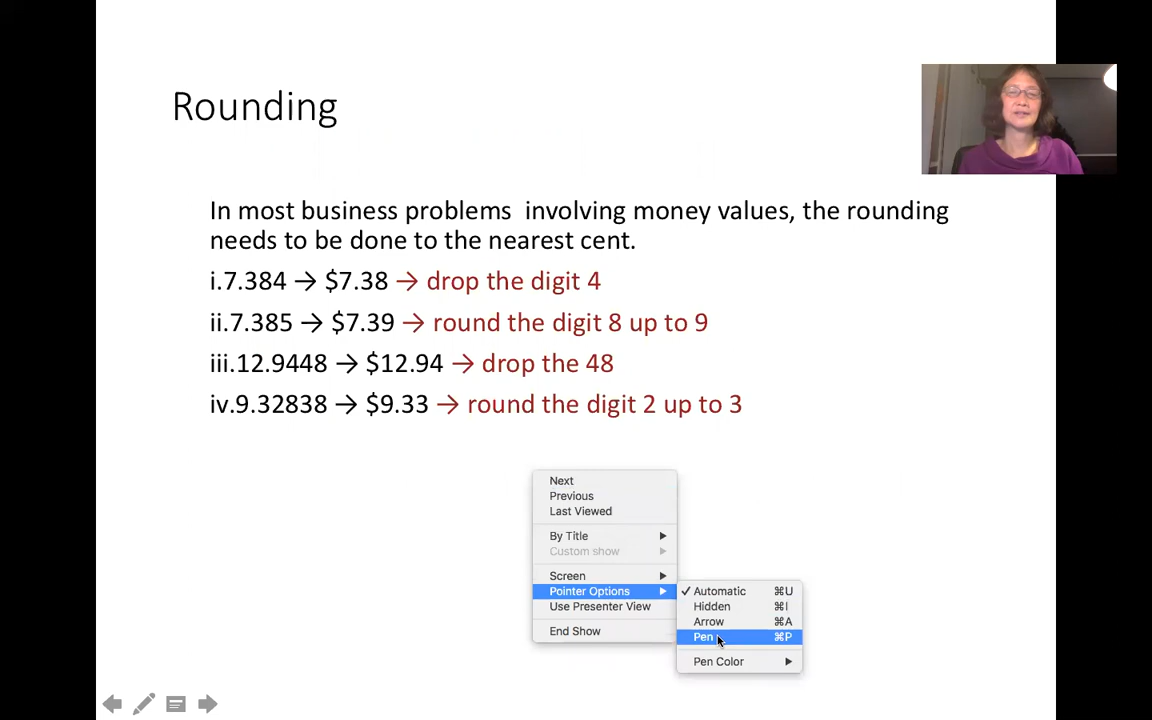 Rounding
In most business problems  involving money values, the rounding
needs to be done to the nearest cent.
i.7.384 → $7.38 → drop the digit 4
ii.7.385 → $7.39 → round the digit 8 up to 9
iii.12.9448 → $12.94 → drop the 48
iv.9.32838 → $9.33 → round the digit 2 up to 3
Next
Previous
Last Viewed
By Title ▶
Custom show ▶
Screen ▶
Pointer Options ▶
Use Presenter View
End Show
✓ Automatic ⌘U
Hidden ⌘I
Arrow ⌘A
Pen ⌘P
Pen Color ▶